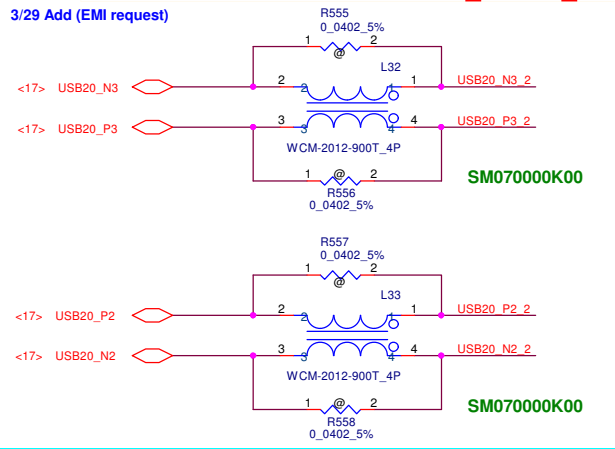 3/29 Add (EMI request)
R555
0_0402_5%
1 2
@
L32
<17> USB20_N3 2 2 1 1 USB20_N3_2
<17> USB20_P3 3 3 4 4 USB20_P3_2
WCM-2012-900T_4P
SM070000K00
1 @ 2
R556
0_0402_5%
R557
0_0402_5%
1 2
@
L33
<17> USB20_P2 2 2 1 1 USB20_P2_2
<17> USB20_N2 3 3 4 4 USB20_N2_2
WCM-2012-900T_4P
SM070000K00
1 @ 2
R558
0_0402_5%